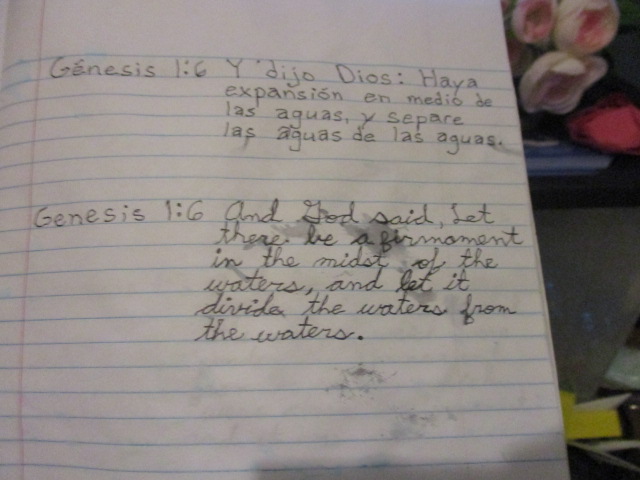 Génesis 1:6 Y dijo Dios: Haya
expansión en medio de
las aguas, y separe
las aguas de las aguas.
Genesis 1:6 And God said, Let
there be a firmament
in the midst of the
waters, and let it
divide the waters from
the waters.